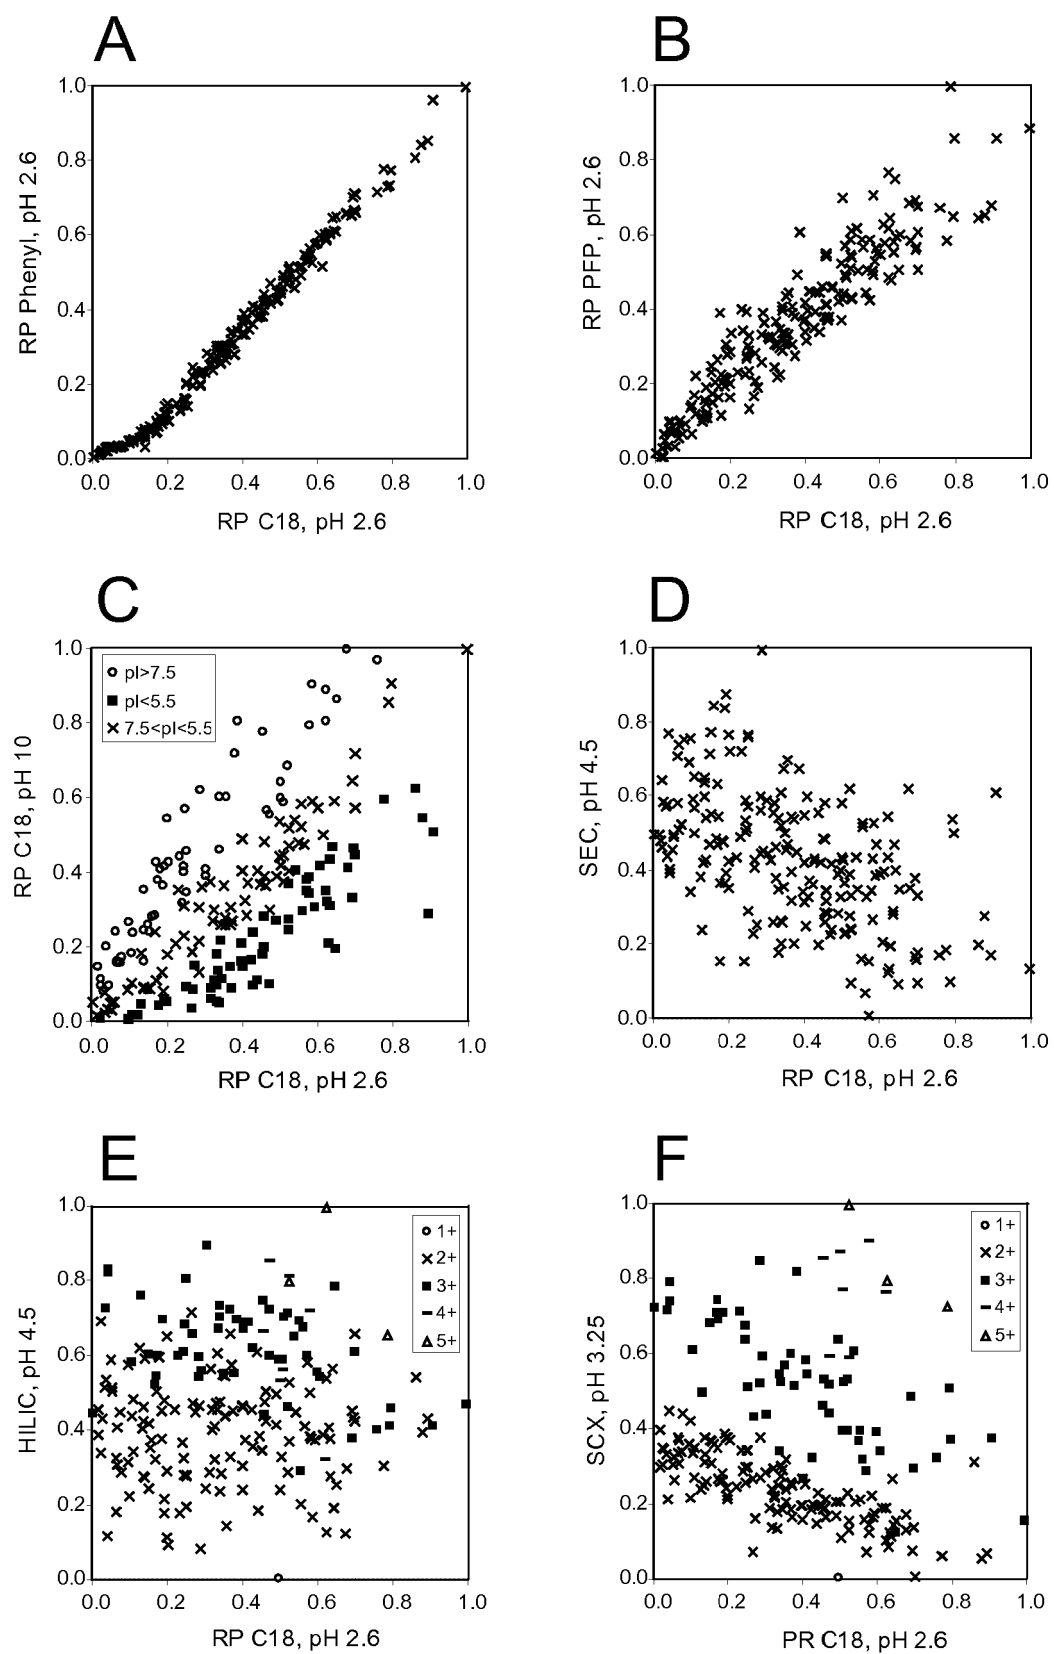 A
1.0
0.8
0.6
0.4
0.2
0.0
RP Phenyl, pH 2.6
0.0 0.2 0.4 0.6 0.8 1.0
RP C18, pH 2.6
B
1.0
0.8
0.6
0.4
0.2
0.0
RP PFP, pH 2.6
0.0 0.2 0.4 0.6 0.8 1.0
RP C18, pH 2.6
C
1.0
0.8
0.6
0.4
0.2
0.0
RP C18, pH 10
pI>7.5
pI<5.5
7.5<pI<5.5
0.0 0.2 0.4 0.6 0.8 1.0
RP C18, pH 2.6
D
1.0
0.8
0.6
0.4
0.2
0.0
SEC, pH 4.5
0.0 0.2 0.4 0.6 0.8 1.0
RP C18, pH 2.6
E
1.0
0.8
0.6
0.4
0.2
0.0
HILIC, pH 4.5
1+
2+
3+
4+
5+
0.0 0.2 0.4 0.6 0.8 1.0
RP C18, pH 2.6
F
1.0
0.8
0.6
0.4
0.2
0.0
SCX, pH 3.25
1+
2+
3+
4+
5+
0.0 0.2 0.4 0.6 0.8 1.0
PR C18, pH 2.6